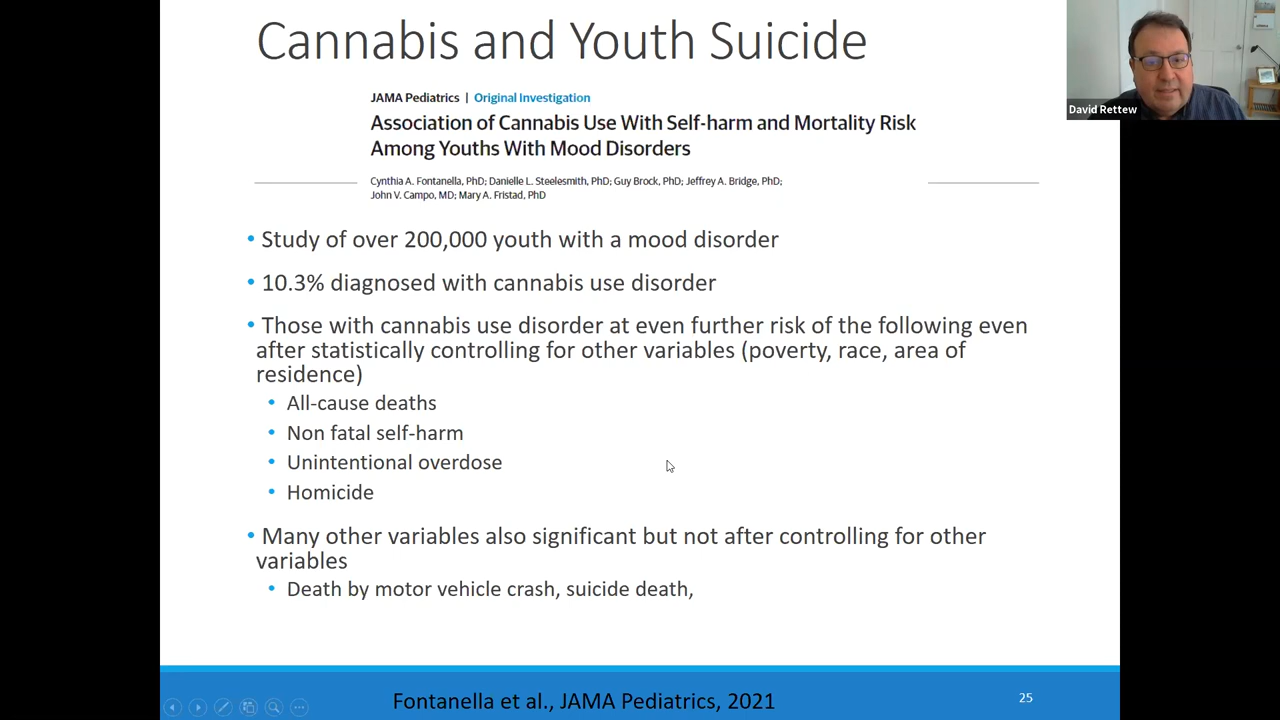 Cannabis and Youth Suicide
David Rettew
JAMA Pediatrics | Original Investigation
Association of Cannabis Use With Self-harm and Mortality Risk
Among Youths With Mood Disorders
Cynthia A. Fontanella, PhD; Danielle L. Steelesmith, PhD; Guy Brock, PhD; Jeffrey A. Bridge, PhD;
John V. Campo, MD; Mary A. Fristad, PhD
• Study of over 200,000 youth with a mood disorder
• 10.3% diagnosed with cannabis use disorder
• Those with cannabis use disorder at even further risk of the following even
after statistically controlling for other variables (poverty, race, area of
residence)
• All-cause deaths
• Non fatal self-harm
• Unintentional overdose
• Homicide
• Many other variables also significant but not after controlling for other
variables
• Death by motor vehicle crash, suicide death,
Fontanella et al., JAMA Pediatrics, 2021
25